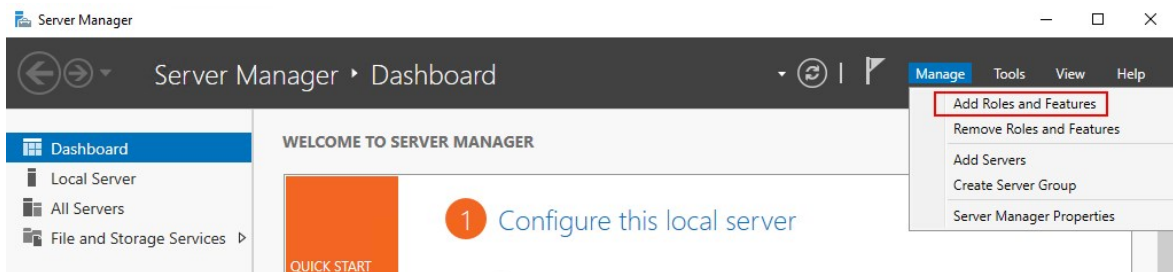 Server Manager
Server Manager ‣ Dashboard
Manage Tools View Help
Add Roles and Features
Remove Roles and Features
Add Servers
Create Server Group
Server Manager Properties
Dashboard
Local Server
All Servers
File and Storage Services
WELCOME TO SERVER MANAGER
QUICK START
1 Configure this local server